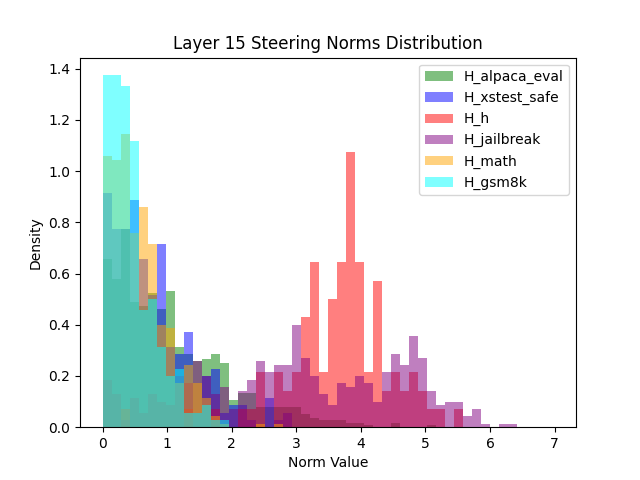 Layer 15 Steering Norms Distribution
1.4
1.2
1.0
0.8
0.6
0.4
0.2
0.0
Density
0 1 2 3 4 5 6 7
Norm Value
H_alpaca_eval
H_xstest_safe
H_h
H_jailbreak
H_math
H_gsm8k